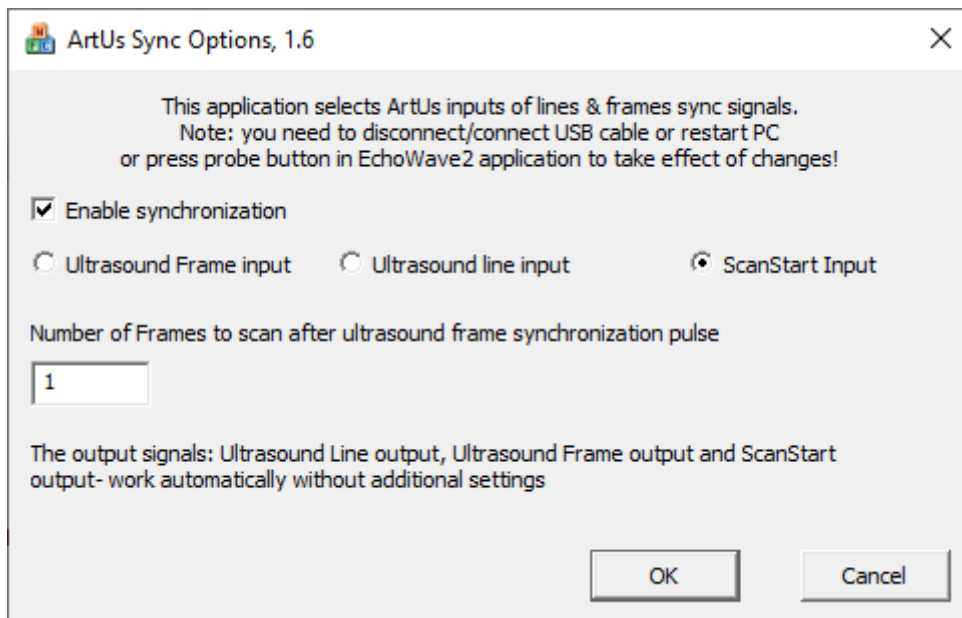 ArtUs Sync Options, 1.6
This application selects ArtUs inputs of lines & frames sync signals.
Note: you need to disconnect/connect USB cable or restart PC
or press probe button in EchoWave2 application to take effect of changes!
Enable synchronization
Ultrasound Frame input Ultrasound line input ScanStart Input
Number of Frames to scan after ultrasound frame synchronization pulse
1
The output signals: Ultrasound Line output, Ultrasound Frame output and ScanStart
output- work automatically without additional settings
OK Cancel